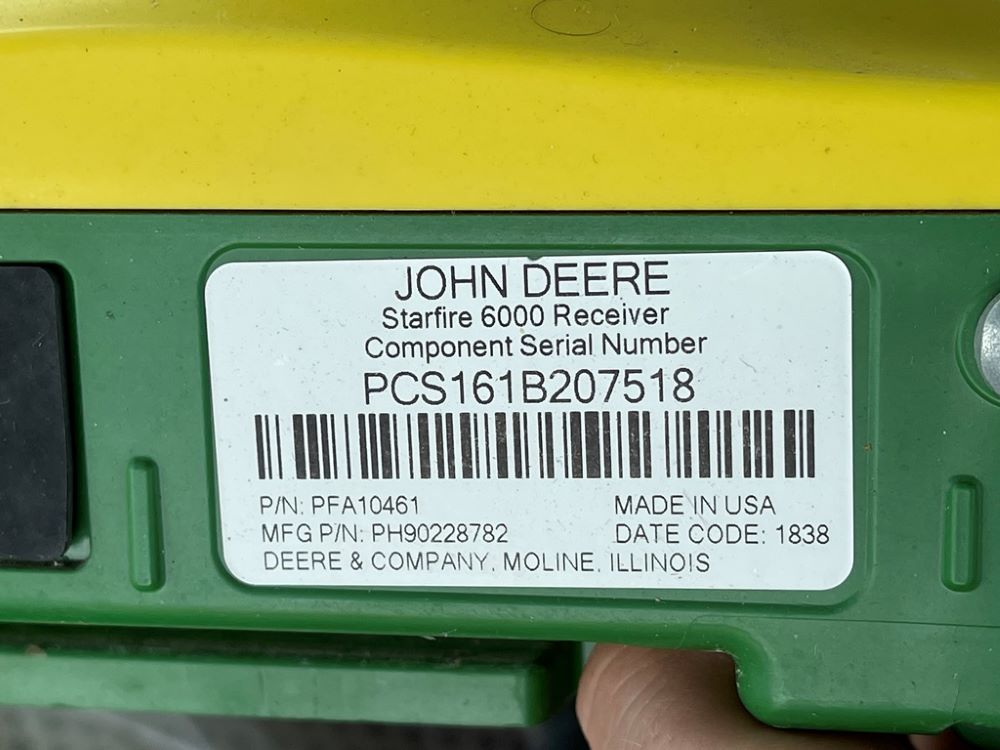 JOHN DEERE
Starfire 6000 Receiver
Component Serial Number
PCS161B207518
P/N: PFA10461 MADE IN USA
MFG P/N: PH90228782 DATE CODE: 1838
DEERE & COMPANY, MOLINE, ILLINOIS